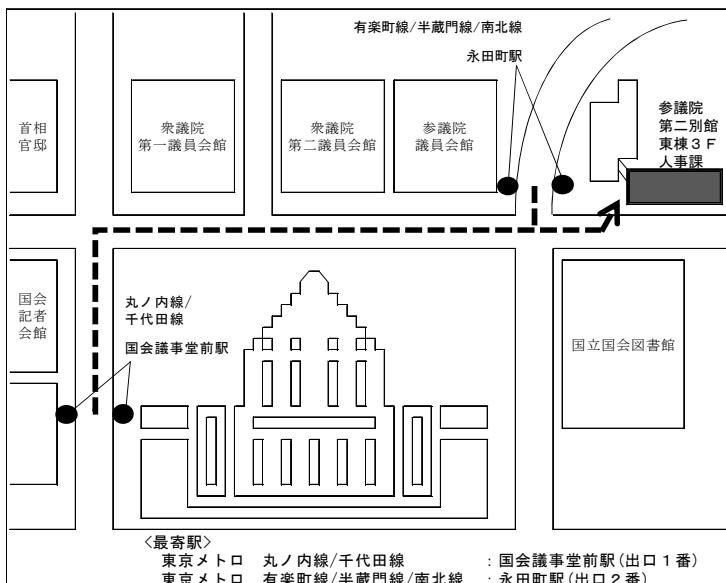 有楽町線/半蔵門線/南北線
永田町駅
首相
官邸
衆議院
第一議員会館
衆議院
第二議員会館
参議院
議員会館
参議院
第二別館
東棟3F
人事課
国会
記者
会館
丸ノ内線/
千代田線
国会議事堂前駅
国立国会図書館
〈最寄駅〉
東京メトロ 丸ノ内線/千代田線 :国会議事堂前駅(出口1番)
東京メトロ 有楽町線/半蔵門線/南北線 :永田町駅(出口2番)